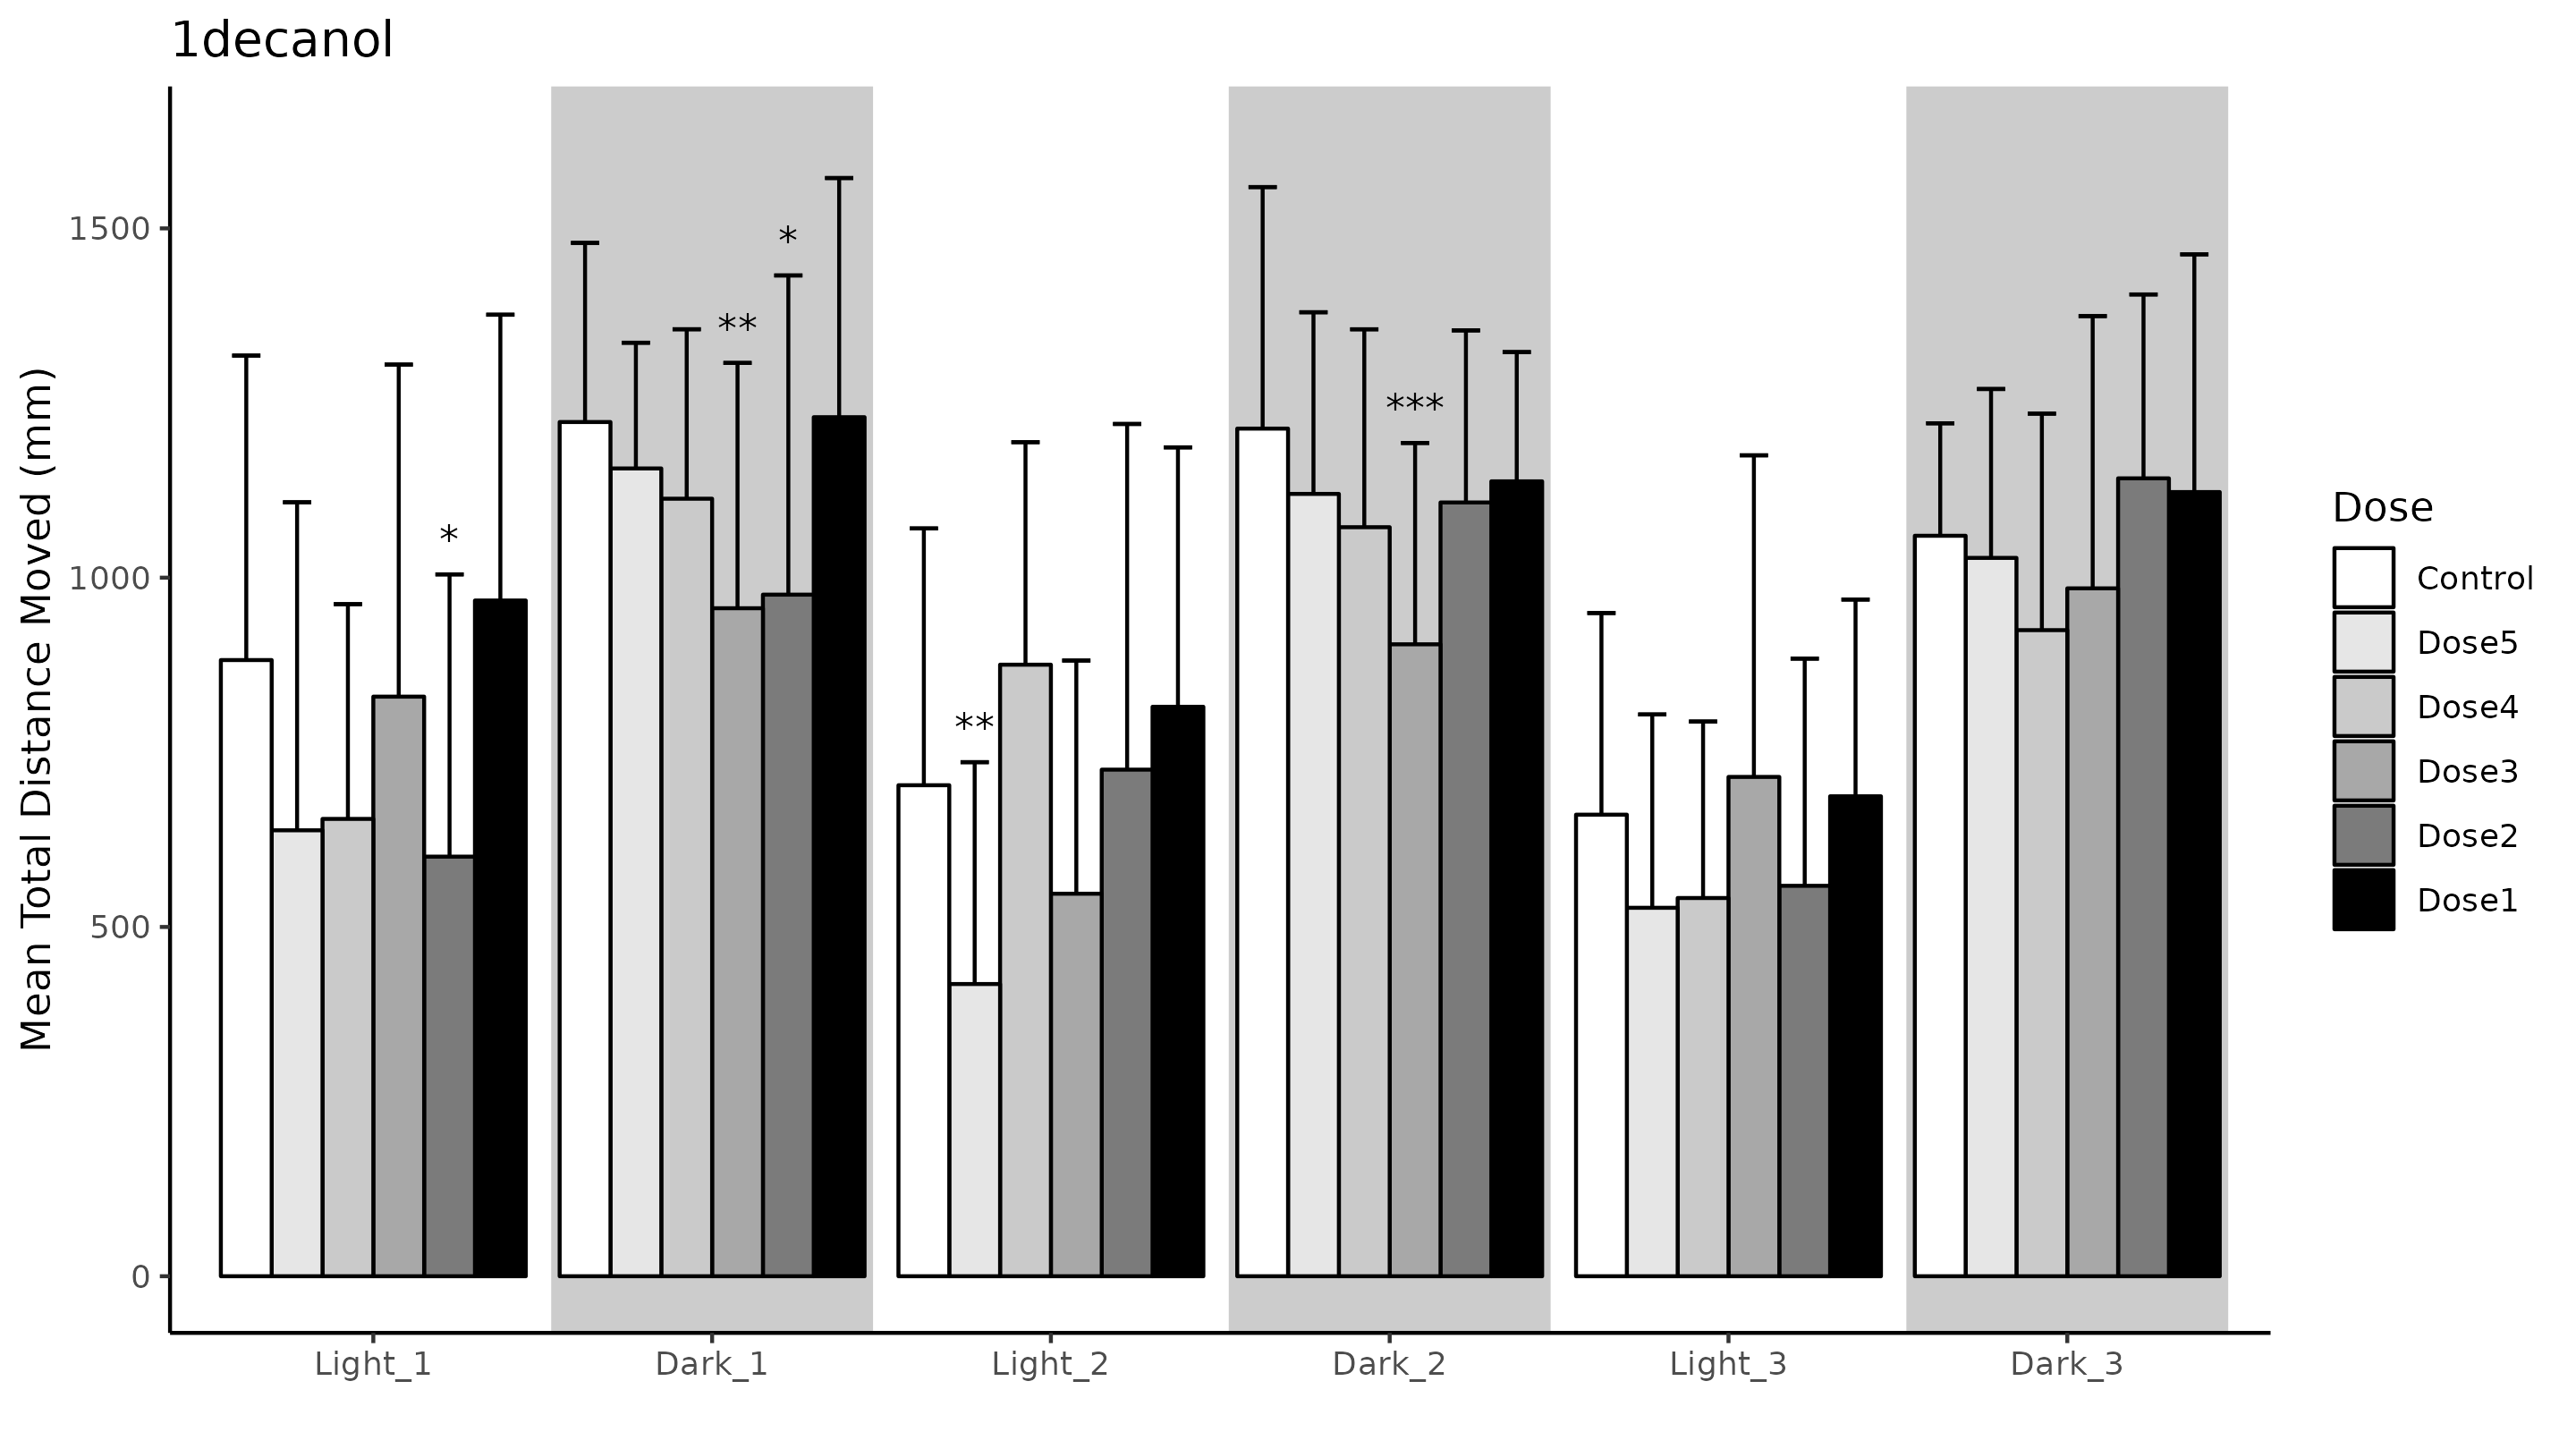 1decanol
Mean Total Distance Moved (mm)
1500
1000
500
0
*
**
*
**
***
Light_1
Dark_1
Light_2
Dark_2
Light_3
Dark_3
Dose
Control
Dose5
Dose4
Dose3
Dose2
Dose1